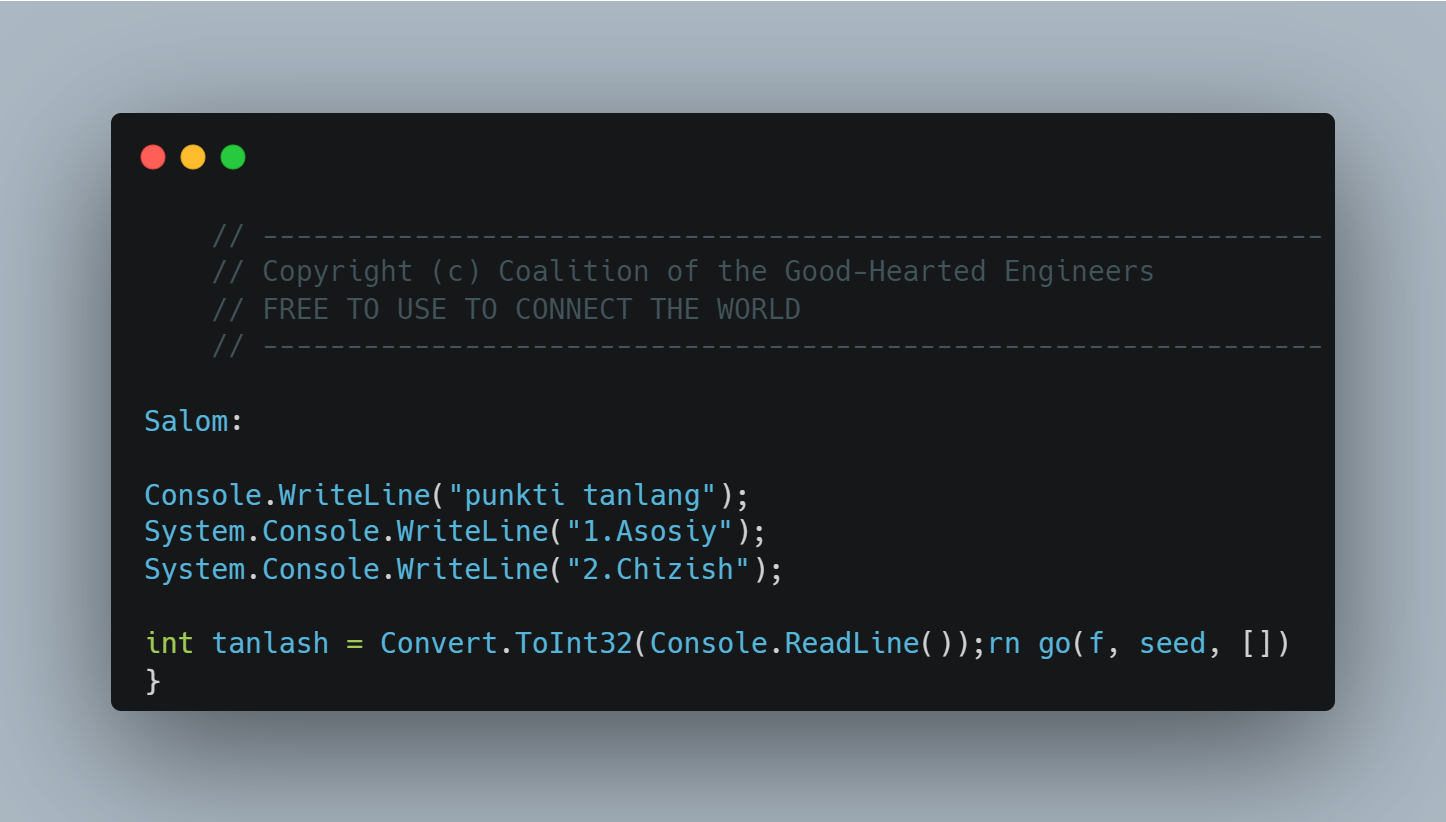 // ---------------------------------------------------------------
// Copyright (c) Coalition of the Good-Hearted Engineers
// FREE TO USE TO CONNECT THE WORLD
// ---------------------------------------------------------------
Salom:
Console.WriteLine("punkti tanlang");
System.Console.WriteLine("1.Asosiy");
System.Console.WriteLine("2.Chizish");
int tanlash = Convert.ToInt32(Console.ReadLine());rn go(f, seed, [])
}